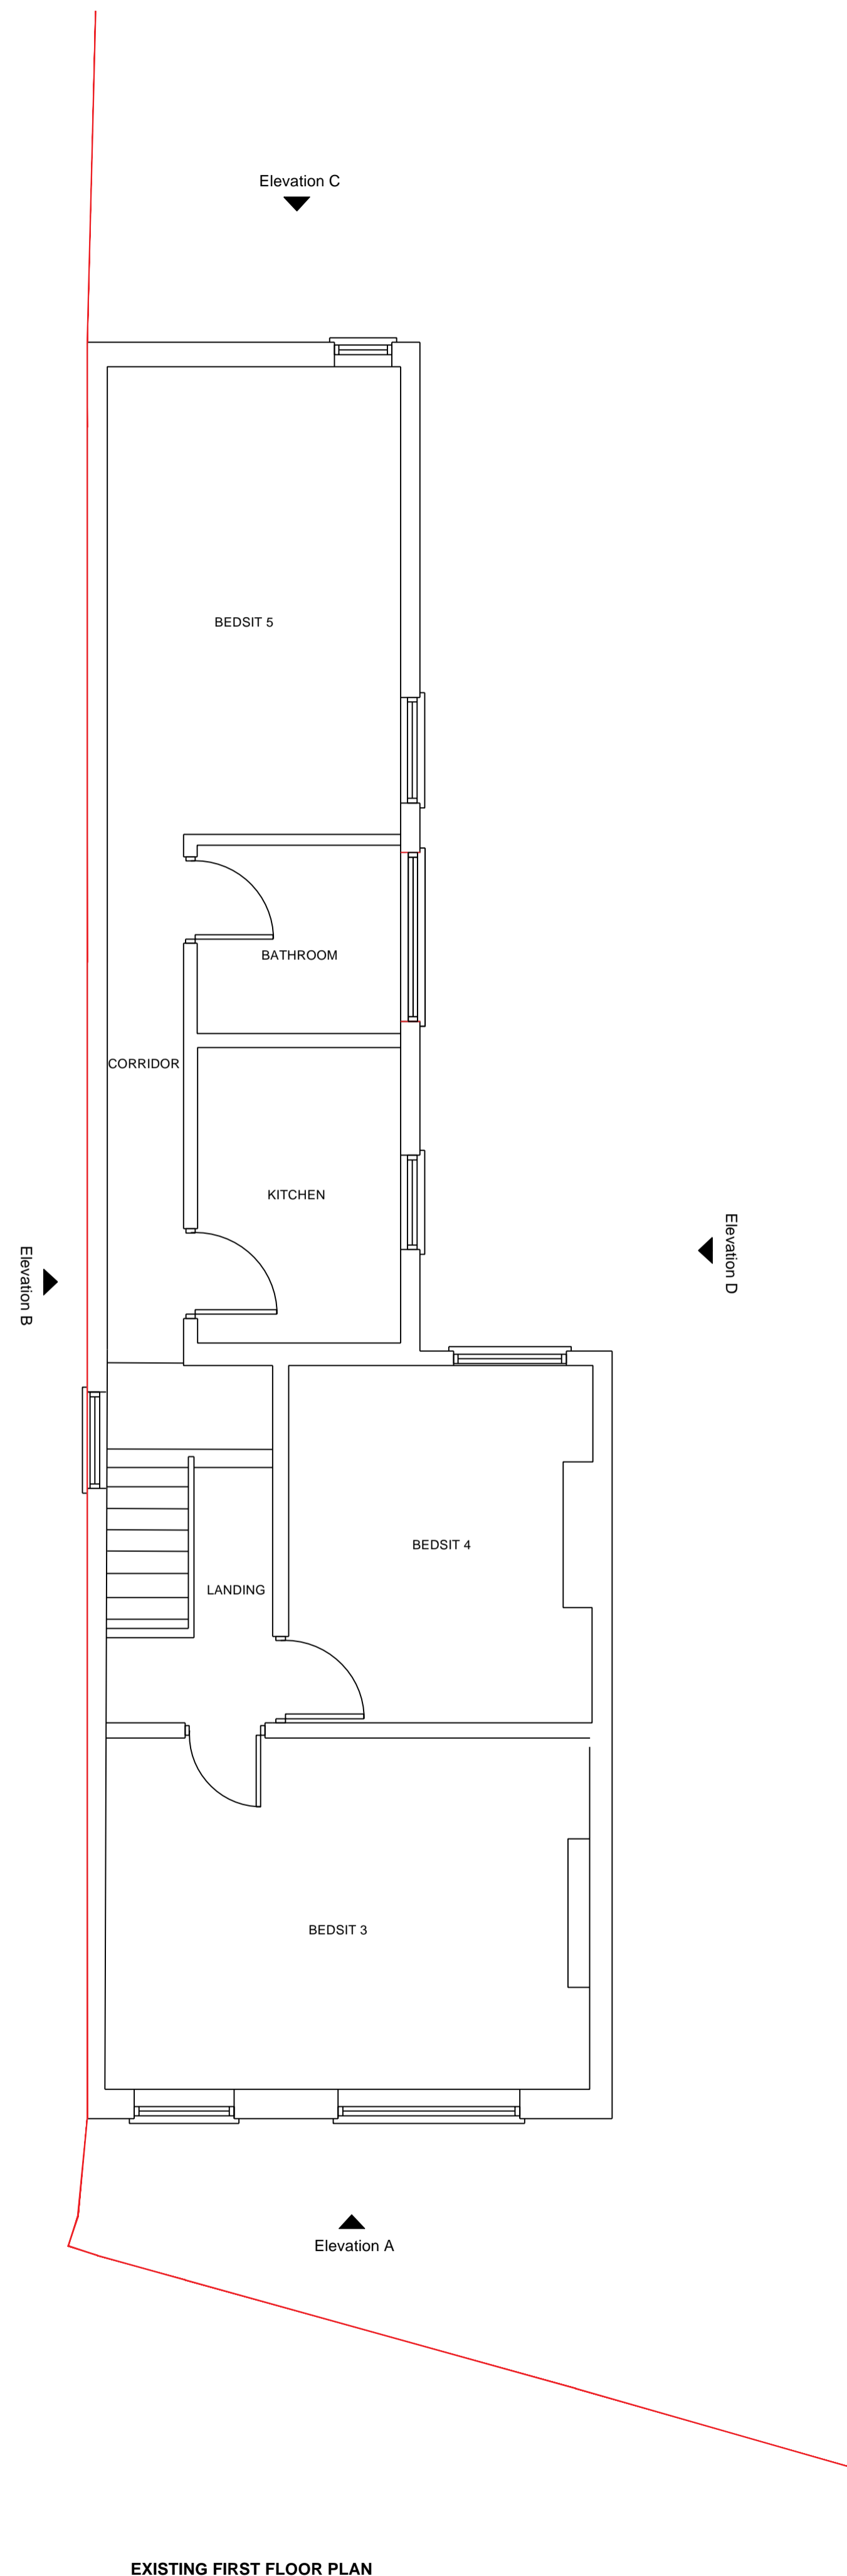 Elevation C
BEDSIT 5
BATHROOM
CORRIDOR
KITCHEN
Elevation D
Elevation B
BEDSIT 4
LANDING
BEDSIT 3
Elevation A
EXISTING FIRST FLOOR PLAN